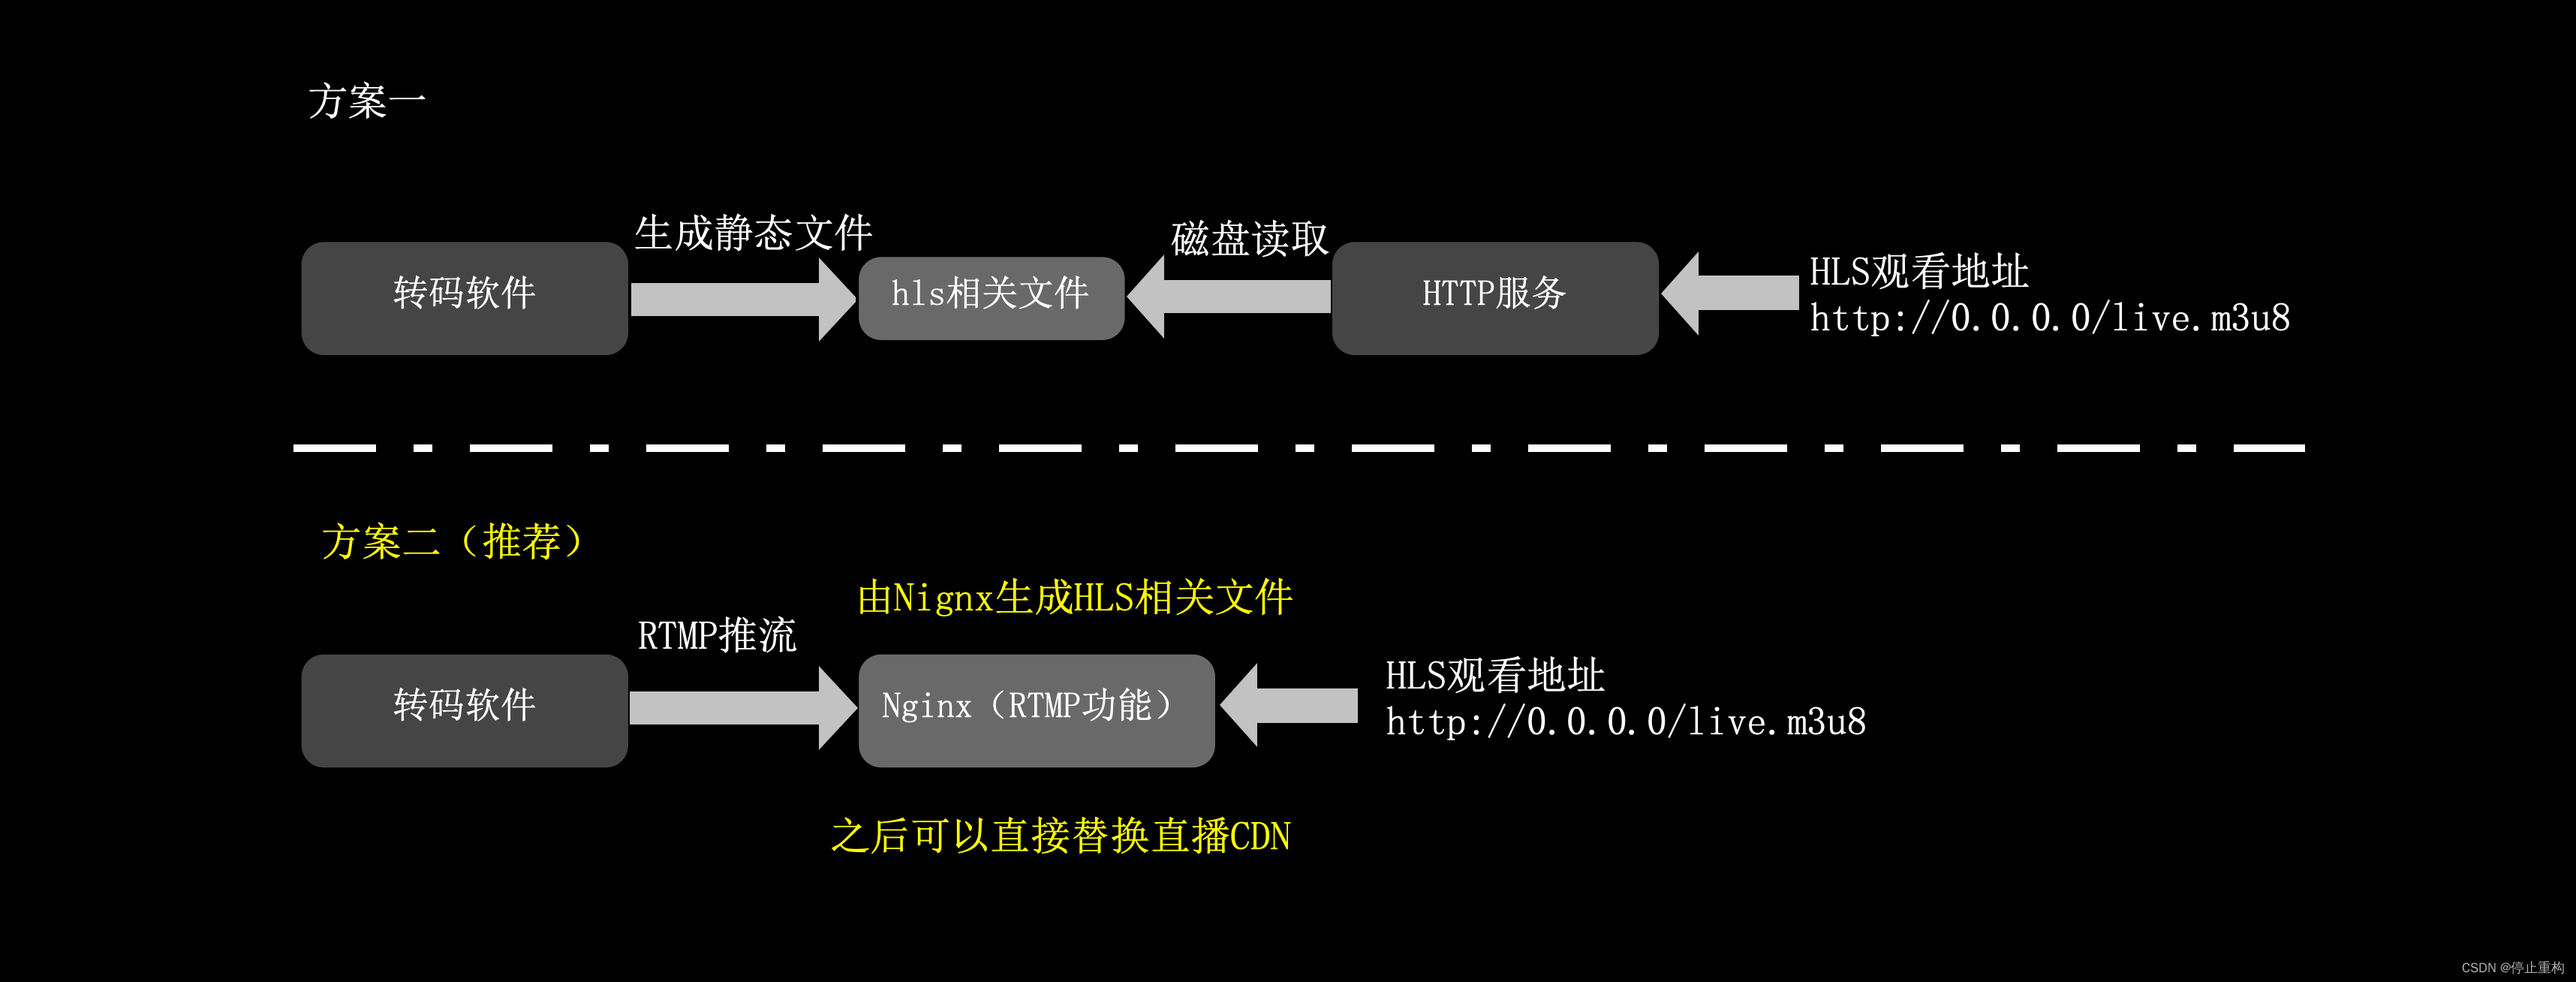 方案一
生成静态文件
磁盘读取
转码软件
hls相关文件
HTTP服务
HLS观看地址
http://0.0.0.0/live.m3u8
方案二（推荐）
由Nignx生成HLS相关文件
RTMP推流
转码软件
Nginx（RTMP功能）
HLS观看地址
http://0.0.0.0/live.m3u8
之后可以直接替换直播CDN
CSDN @停止重构